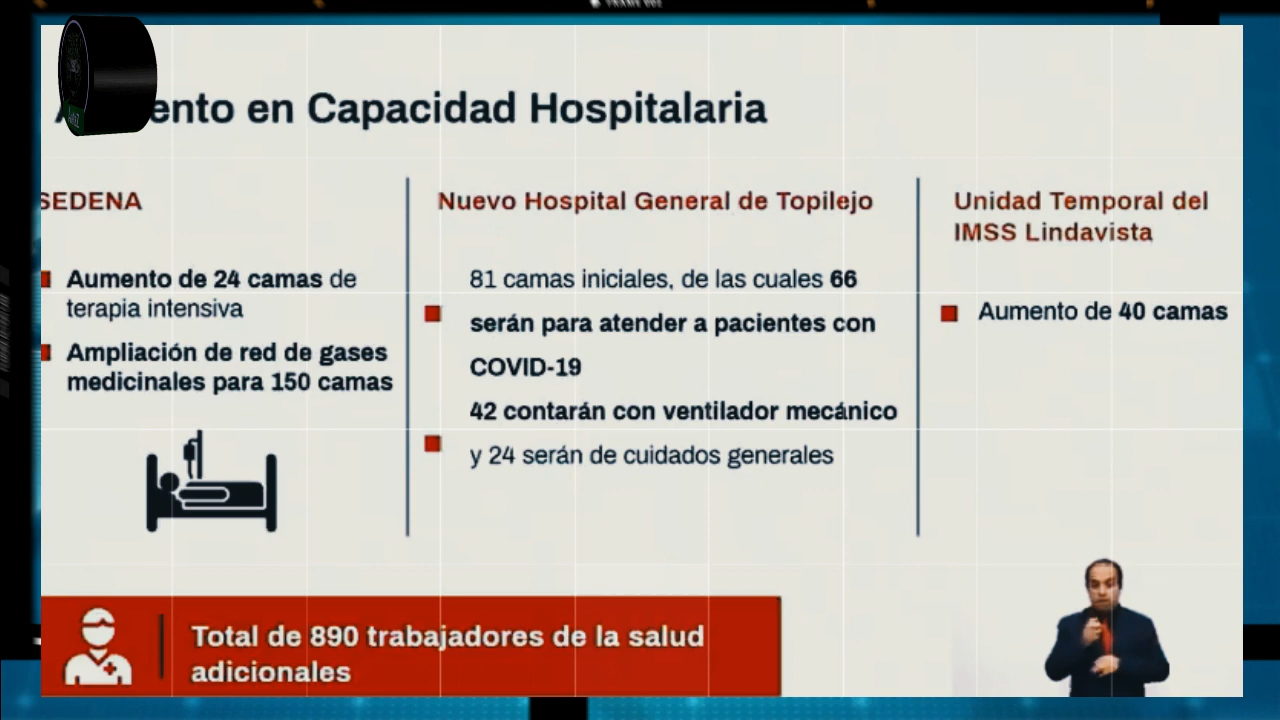 ento en Capacidad Hospitalaria
SEDENA
Aumento de 24 camas de
terapia intensiva
Ampliación de red de gases
medicinales para 150 camas
Nuevo Hospital General de Topilejo
81 camas iniciales, de las cuales 66
serán para atender a pacientes con
COVID-19
42 contarán con ventilador mecánico
y 24 serán de cuidados generales
Unidad Temporal del
IMSS Lindavista
Aumento de 40 camas
Total de 890 trabajadores de la salud
adicionales